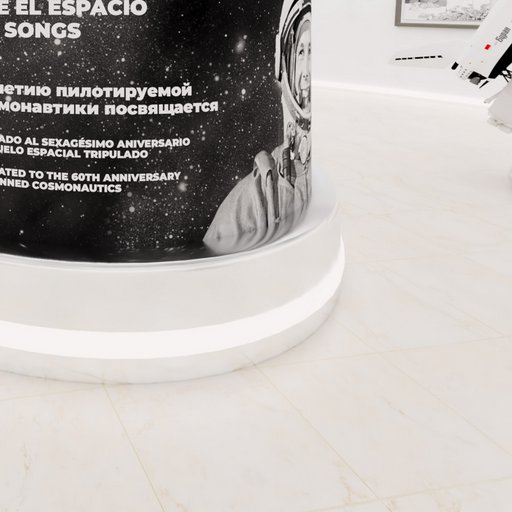 E EL ESPACIO
SONGS
летию пилотируемой
монавтики посвящается
ADO AL SEXAGÉSIMO ANIVERSARIO
UELO ESPACIAL TRIPULADO
ATED TO THE 60TH ANNIVERSARY
NNED COSMONAUTICS